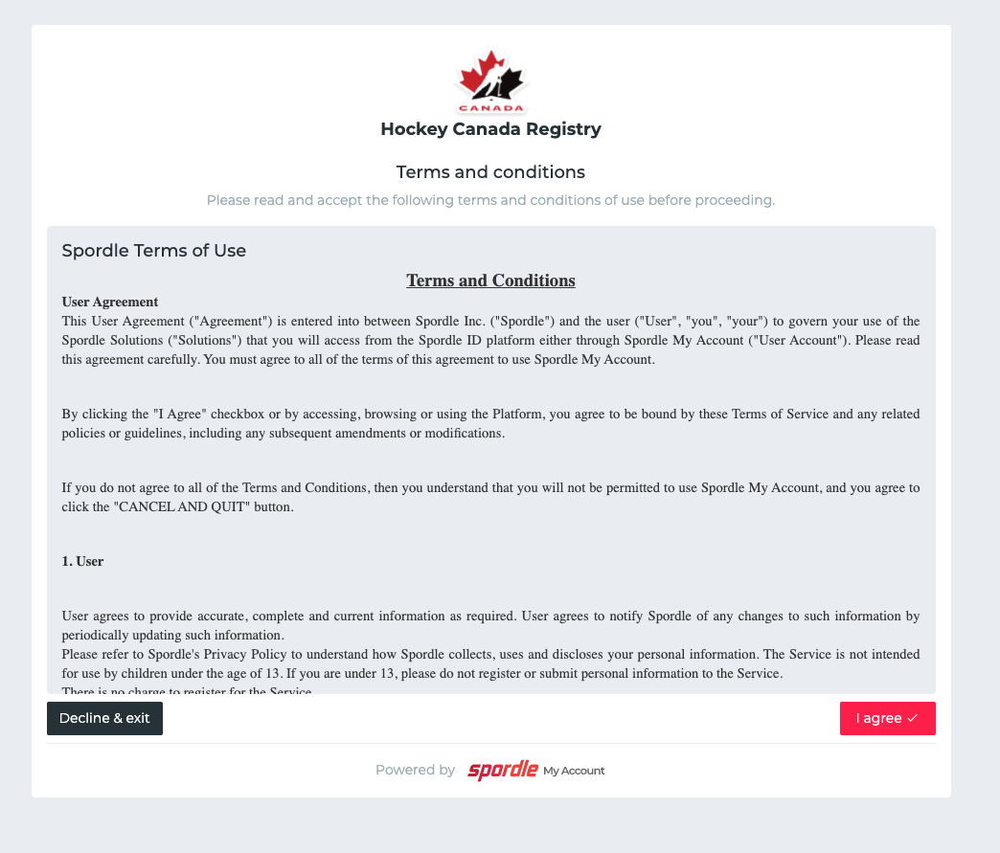 CANADA
Hockey Canada Registry
Terms and conditions
Please read and accept the following terms and conditions of use before proceeding.
Spordle Terms of Use
Terms and Conditions
User Agreement
This User Agreement ("Agreement") is entered into between Spordle Inc. ("Spordle") and the user ("User", "you", "your") to govern your use of the
Spordle Solutions ("Solutions") that you will access from the Spordle ID platform either through Spordle My Account ("User Account"). Please read
this agreement carefully. You must agree to all of the terms of this agreement to use Spordle My Account.
By clicking the "I Agree" checkbox or by accessing, browsing or using the Platform, you agree to be bound by these Terms of Service and any related
policies or guidelines, including any subsequent amendments or modifications.
If you do not agree to all of the Terms and Conditions, then you understand that you will not be permitted to use Spordle My Account, and you agree to
click the "CANCEL AND QUIT" button.
1. User
User agrees to provide accurate, complete and current information as required. User agrees to notify Spordle of any changes to such information by
periodically updating such information.
Please refer to Spordle's Privacy Policy to understand how Spordle collects, uses and discloses your personal information. The Service is not intended
for use by children under the age of 13. If you are under 13, please do not register or submit personal information to the Service.
There is no charge to register for the Service.
Decline & exit
I agree ✓
Powered by spordle My Account